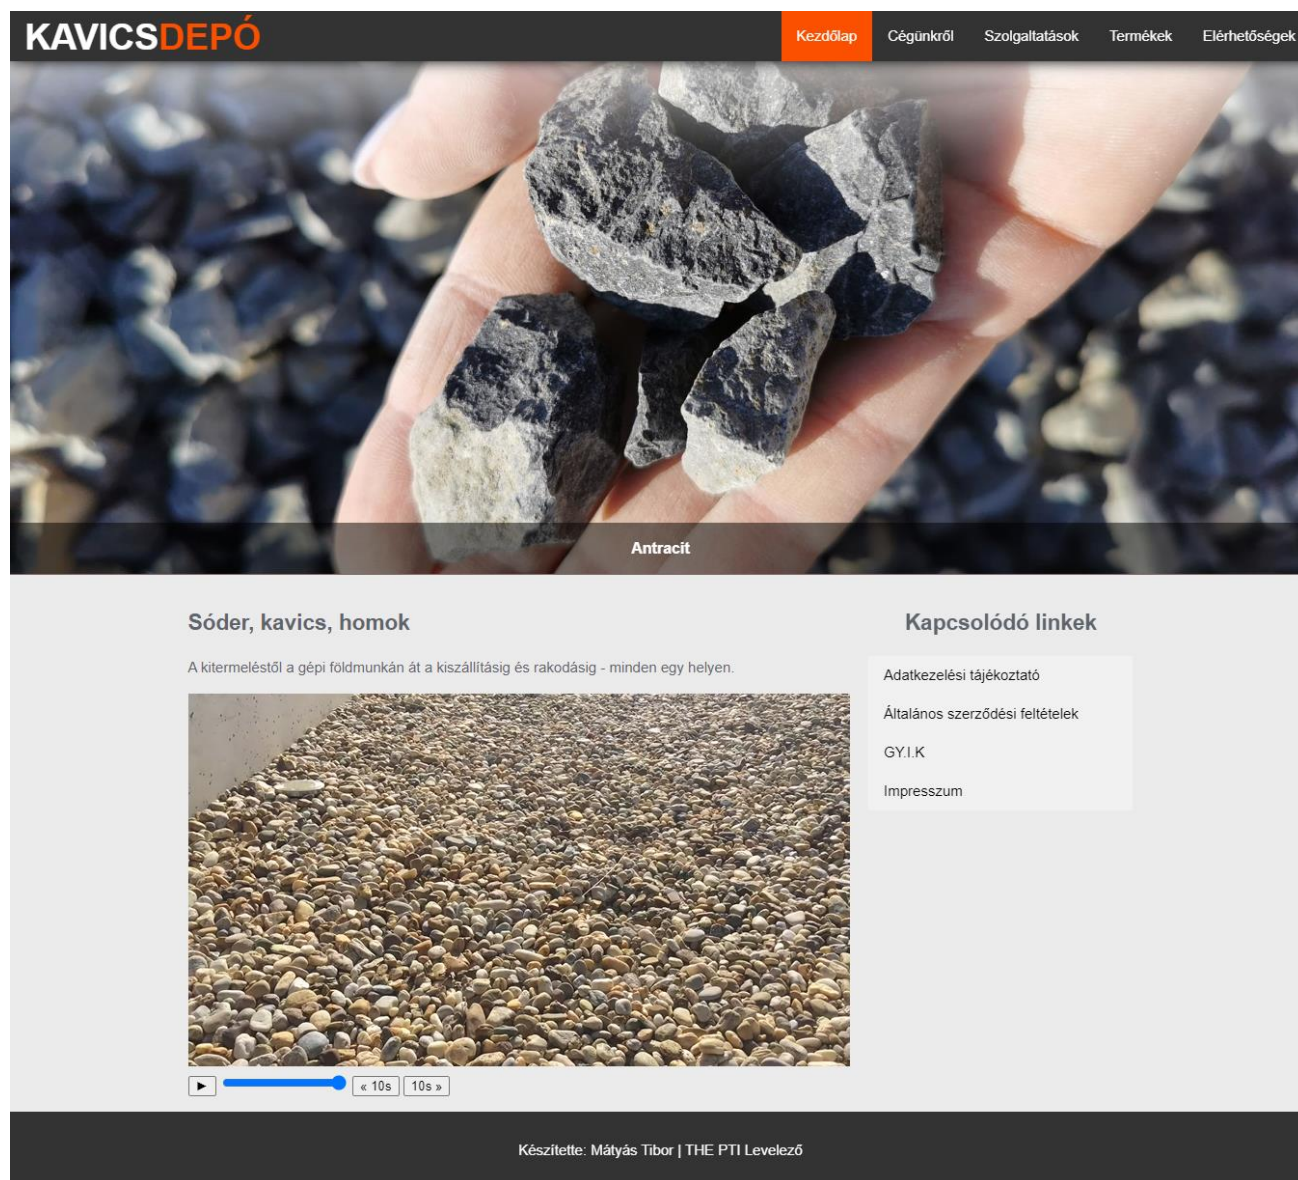 KAVICSDEPÓ
Kezdőlap Cégünkről Szolgaltatások Termékek Elérhetőségek
Antracit
Sóder, kavics, homok
A kitermeléstől a gépi földmunkán át a kiszállításig és rakodásig - minden egy helyen.
Kapcsolódó linkek
Adatkezelési tájékoztató
Általános szerződési feltételek
GY.I.K
Impresszum
« 10s 10s »
Készítette: Mátyás Tibor | THE PTI Levelező